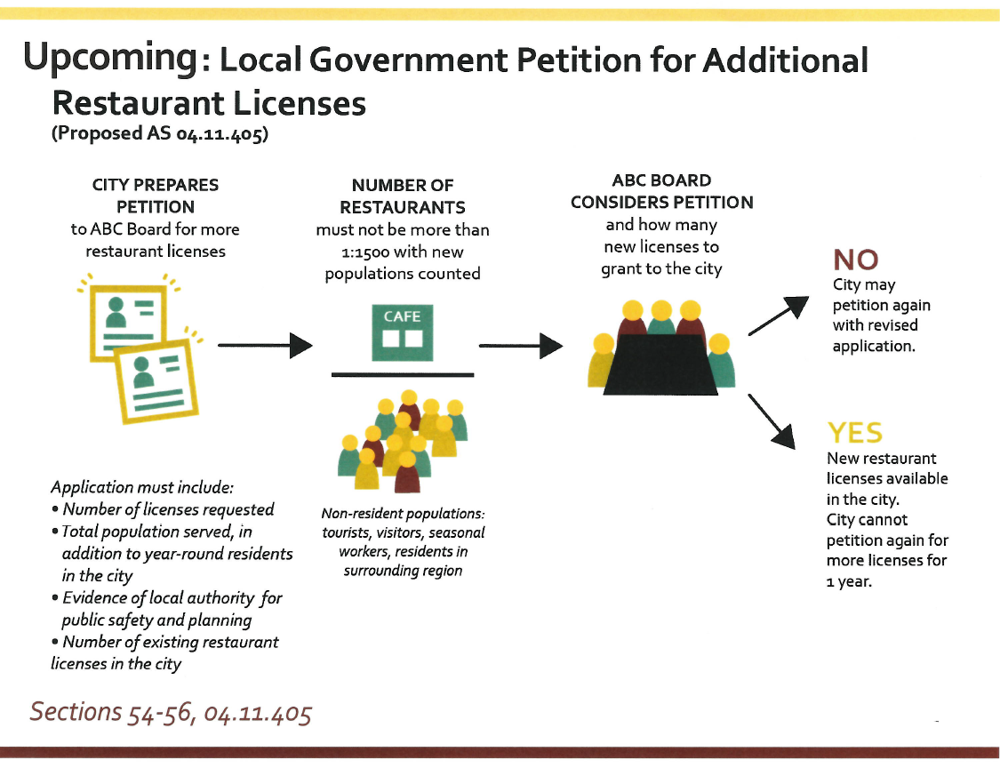 Upcoming: Local Government Petition for Additional
Restaurant Licenses
(Proposed AS 04.11.405)
CITY PREPARES
PETITION
to ABC Board for more
restaurant licenses
Application must include:
• Number of licenses requested
• Total population served, in
addition to year-round residents
in the city
• Evidence of local authority for
public safety and planning
• Number of existing restaurant
licenses in the city
NUMBER OF
RESTAURANTS
must not be more than
1:1500 with new
populations counted
CAFE
Non-resident populations:
tourists, visitors, seasonal
workers, residents in
surrounding region
ABC BOARD
CONSIDERS PETITION
and how many
new licenses to
grant to the city
NO
City may
petition again
with revised
application.
YES
New restaurant
licenses available
in the city.
City cannot
petition again for
more licenses for
1 year.
Sections 54-56, 04.11.405